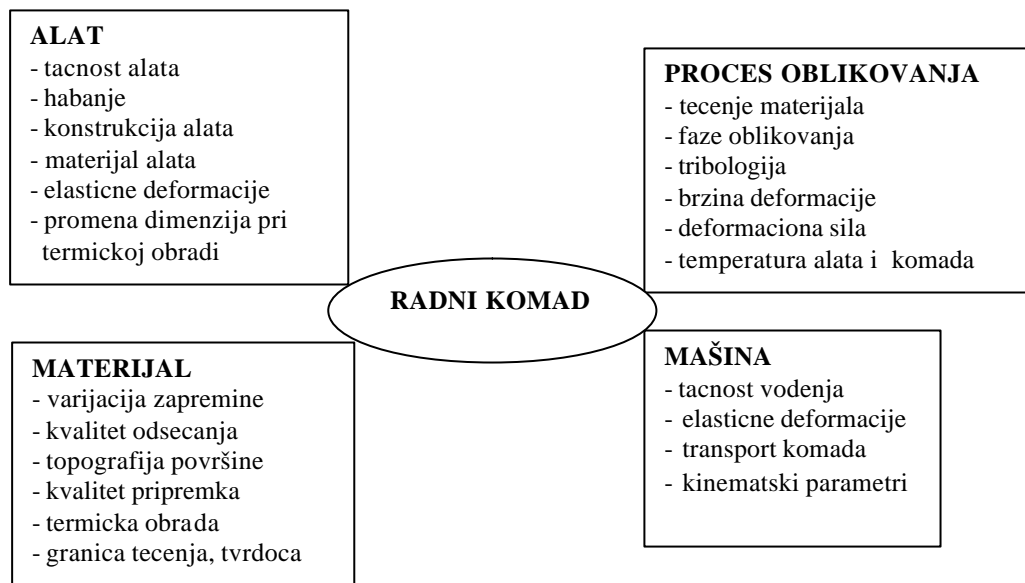 ALAT
- tacnost alata
- habanje
- konstrukcija alata
- materijal alata
- elasticne deformacije
- promena dimenzija pri
termickoj obradi
PROCES OBLIKOVANJA
- tecenje materijala
- faze oblikovanja
- tribologija
- brzina deformacije
- deformaciona sila
- temperatura alata i komada
RADNI KOMAD
MATERIJAL
- varijacija zapremine
- kvalitet odsecanja
- topografija površine
- kvalitet pripremka
- termicka obrada
- granica tecenja, tvrdoca
MAŠINA
- tacnost vodenja
- elasticne deformacije
- transport komada
- kinematski parametri